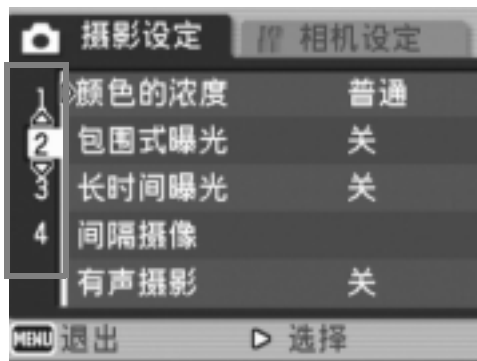 摄影设定 相机设定
1 颜色的浓度 普通
2 包围式曝光 关
3 长时间曝光 关
4 间隔摄像
有声摄影 关
MENU 退出 选择